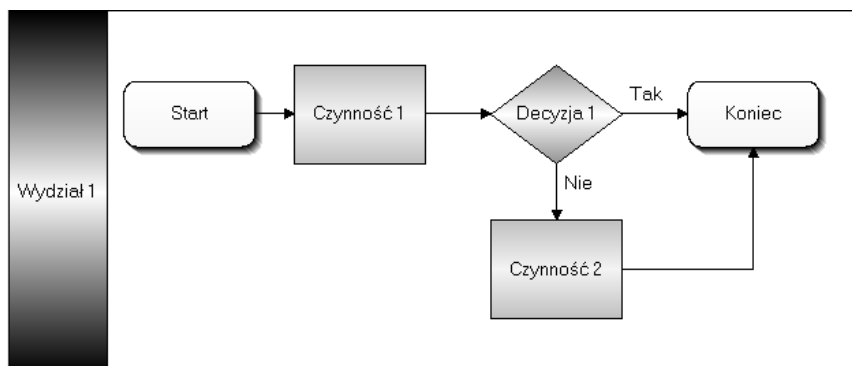 Wydział 1
Start
Czynność 1
Decyzja 1
Tak
Koniec
Nie
Czynność 2